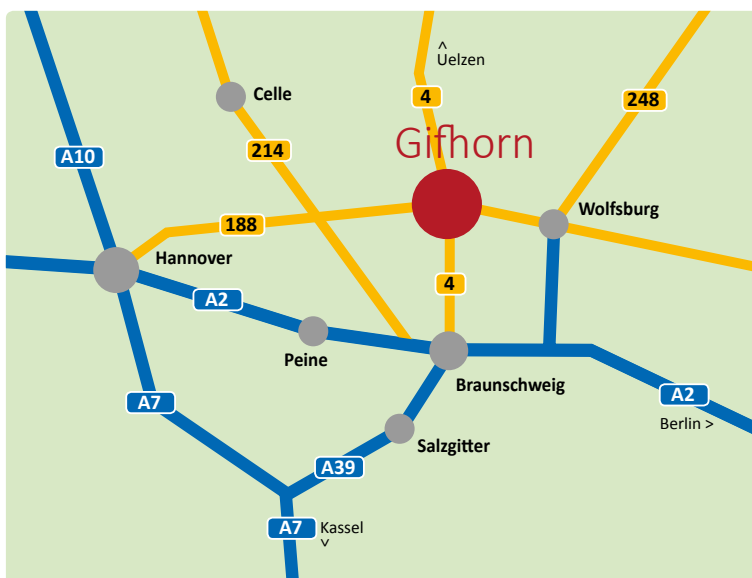 ^
Uelzen
Celle
4
248
Gifhorn
214
A10
Wolfsburg
188
Hannover
4
A2
Peine
Braunschweig
A2
A7
Berlin >
Salzgitter
A39
A7
Kassel
v